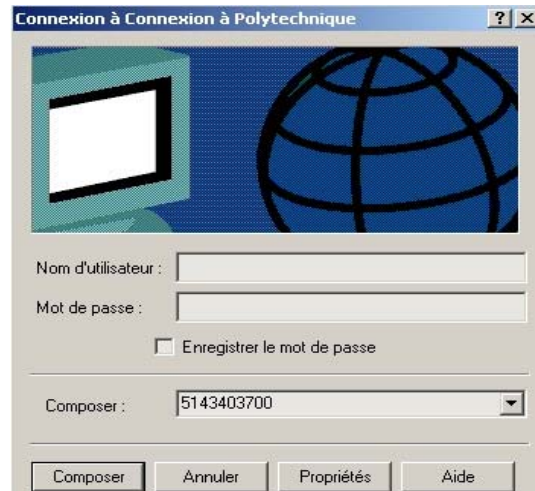 Connexion à Connexion à Polytechnique
Nom d'utilisateur :
Mot de passe :
Enregistrer le mot de passe
Composer : 5143403700
Composer Annuler Propriétés Aide